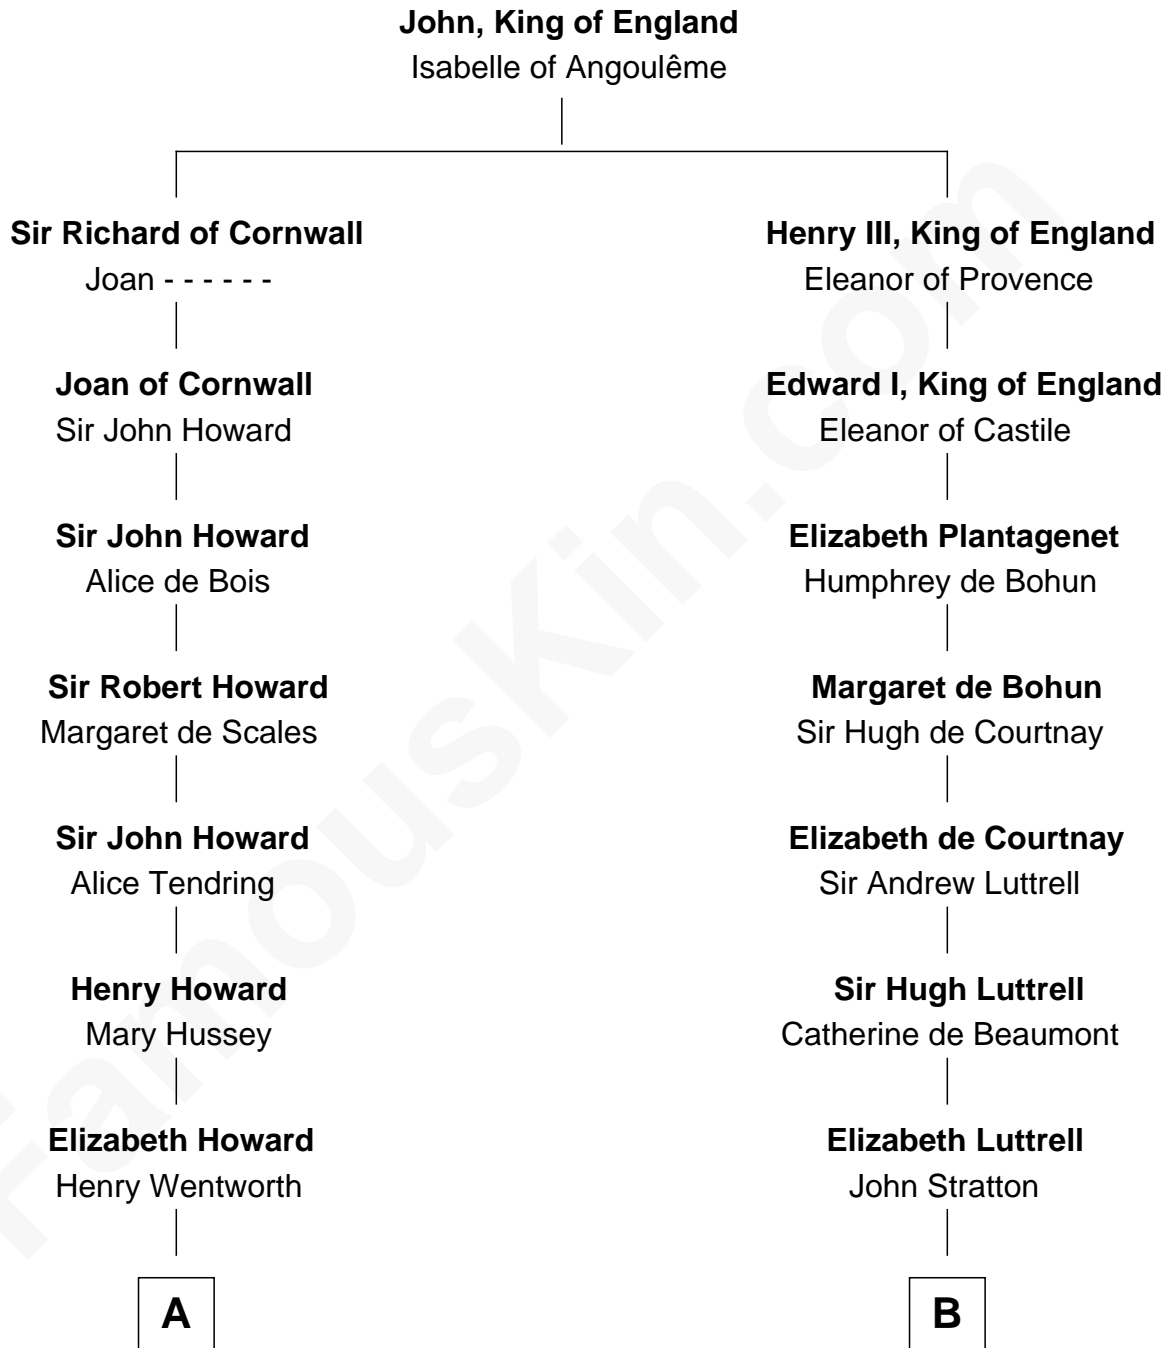 John, King of England
Isabelle of Angoulême
Sir Richard of Cornwall
Joan - - - - - -
Joan of Cornwall
Sir John Howard
Sir John Howard
Alice de Bois
Sir Robert Howard
Margaret de Scales
Sir John Howard
Alice Tendring
Henry Howard
Mary Hussey
Elizabeth Howard
Henry Wentworth
A
Henry III, King of England
Eleanor of Provence
Edward I, King of England
Eleanor of Castile
Elizabeth Plantagenet
Humphrey de Bohun
Margaret de Bohun
Sir Hugh de Courtnay
Elizabeth de Courtnay
Sir Andrew Luttrell
Sir Hugh Luttrell
Catherine de Beaumont
Elizabeth Luttrell
John Stratton
B
FamousKin.com